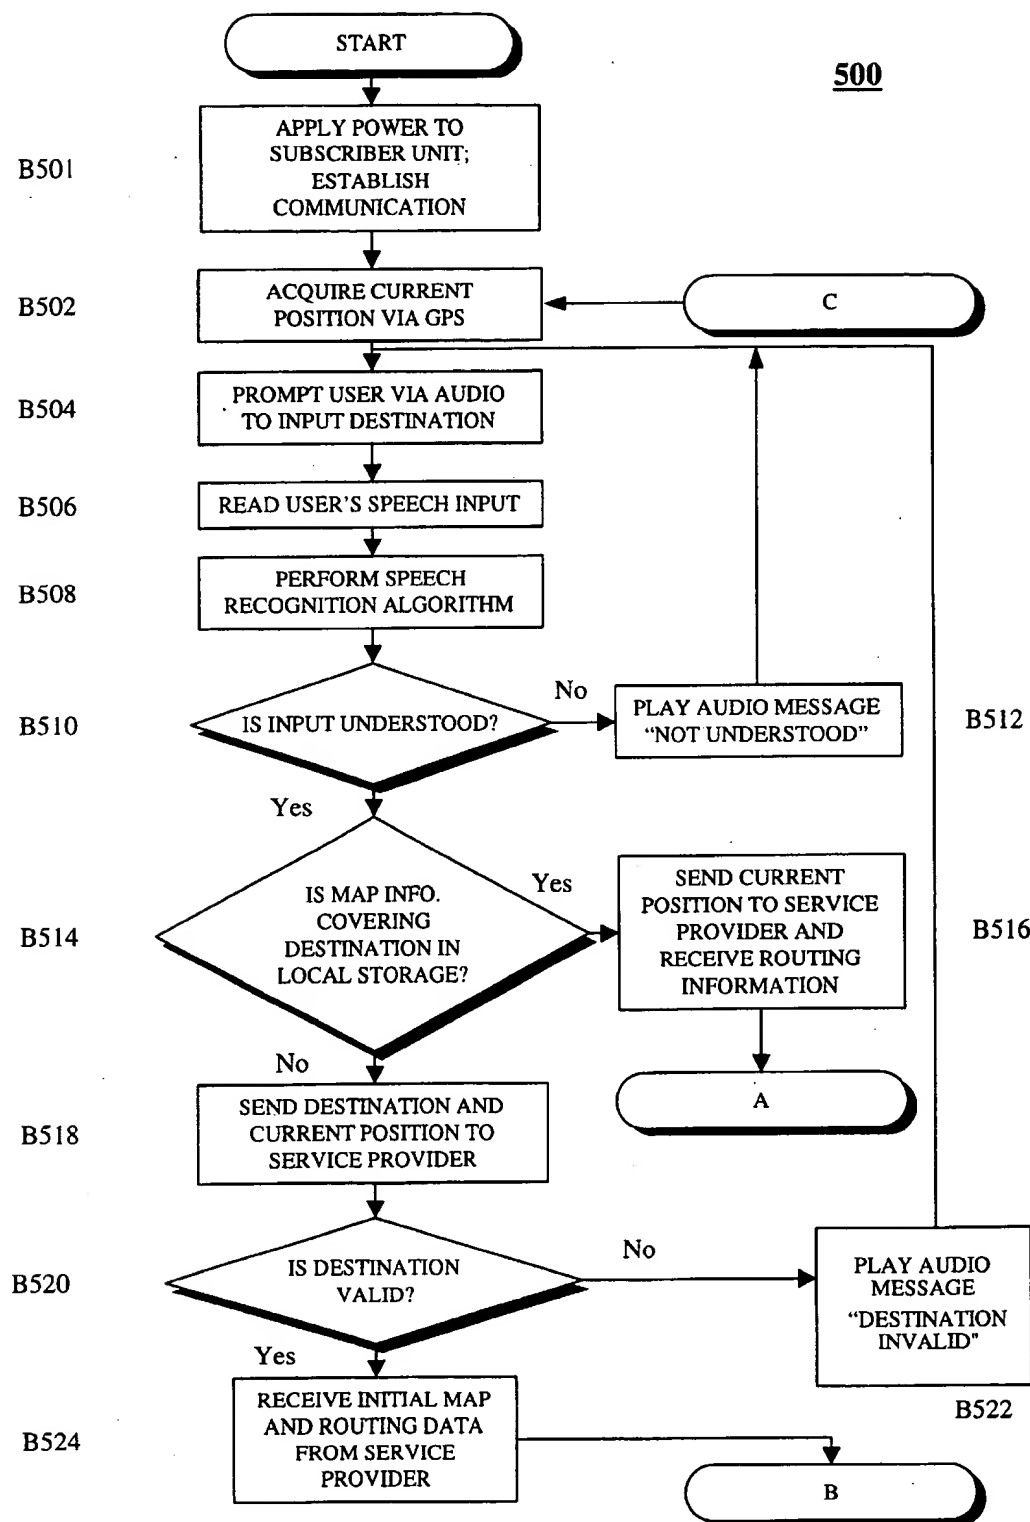 START
500
B501
APPLY POWER TO
SUBSCRIBER UNIT;
ESTABLISH
COMMUNICATION
B502
ACQUIRE CURRENT
POSITION VIA GPS
C
B504
PROMPT USER VIA AUDIO
TO INPUT DESTINATION
B506
READ USER'S SPEECH INPUT
B508
PERFORM SPEECH
RECOGNITION ALGORITHM
B510
IS INPUT UNDERSTOOD?
No
PLAY AUDIO MESSAGE
“NOT UNDERSTOOD”
B512
Yes
B514
IS MAP INFO.
COVERING
DESTINATION IN
LOCAL STORAGE?
Yes
SEND CURRENT
POSITION TO SERVICE
PROVIDER AND
RECEIVE ROUTING
INFORMATION
B516
No
A
B518
SEND DESTINATION AND
CURRENT POSITION TO
SERVICE PROVIDER
B520
IS DESTINATION
VALID?
No
PLAY AUDIO
MESSAGE
“DESTINATION
INVALID"
B522
Yes
B524
RECEIVE INITIAL MAP
AND ROUTING DATA
FROM SERVICE
PROVIDER
B